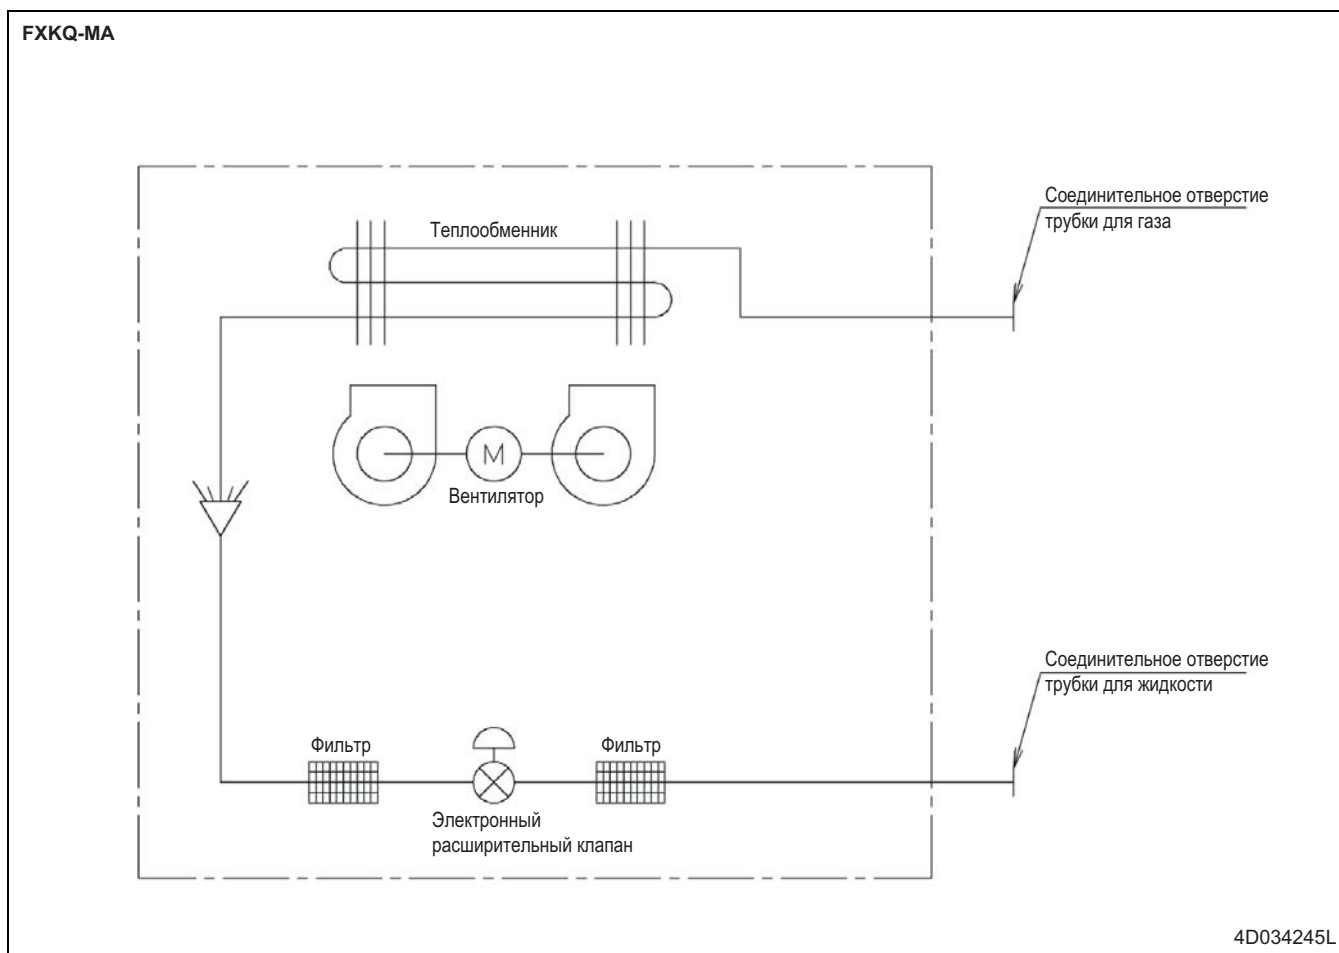 FXKQ-MA
Соединительное отверстие
трубки для газа
Теплообменник
M
Вентилятор
Соединительное отверстие
трубки для жидкости
Фильтр
Фильтр
Электронный
расширительный клапан
4D034245L